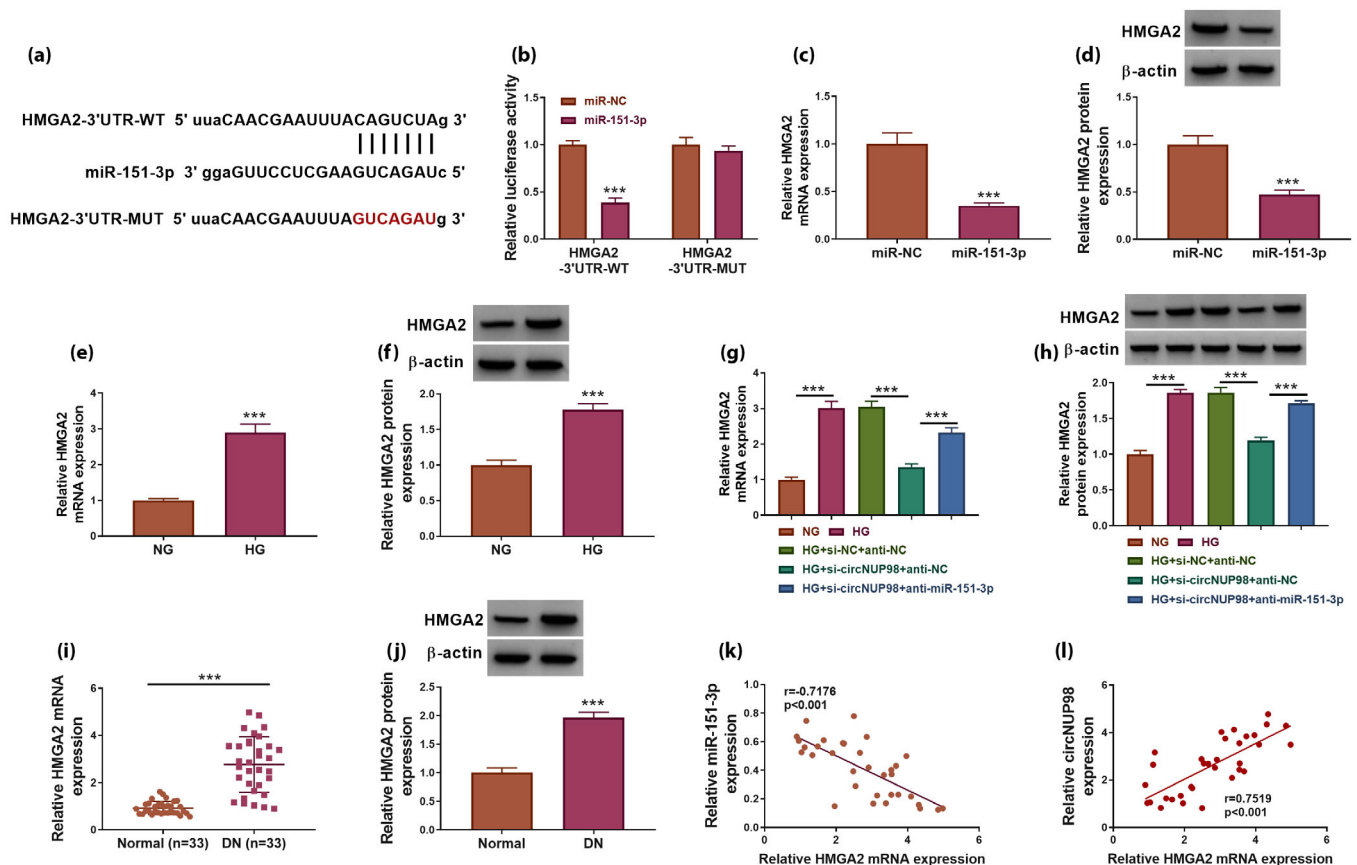 (a)
HMGA2-3'UTR-WT 5' uuaCAACGAAUUUACAGUCUAg 3'
miR-151-3p 3' ggaGUUCCUCGAAGUCAGAUc 5'
HMGA2-3'UTR-MUT 5' uuaCAACGAAUUUAGUCAGAUg 3'
(b)
Relative luciferase activity
1.5
1.0
0.5
0.0
miR-NC
miR-151-3p
***
HMGA2
-3'UTR-WT
HMGA2
-3'UTR-MUT
(c)
Relative HMGA2
mRNA expression
1.5
1.0
0.5
0.0
***
miR-NC
miR-151-3p
(d)
HMGA2
β-actin
Relative HMGA2 protein
expression
1.5
1.0
0.5
0.0
***
miR-NC
miR-151-3p
(e)
Relative HMGA2
mRNA expression
4
3
2
1
0
***
NG
HG
(f)
HMGA2
β-actin
Relative HMGA2 protein
expression
2.0
1.5
1.0
0.5
0.0
***
NG
HG
(g)
Relative HMGA2
mRNA expression
4
3
2
1
0
***
***
***
NG
HG
HG+si-NC+anti-NC
HG+si-circNUP98+anti-NC
HG+si-circNUP98+anti-miR-151-3p
(h)
HMGA2
β-actin
Relative HMGA2
protein expression
2.0
1.5
1.0
0.5
0.0
***
***
***
NG
HG
HG+si-NC+anti-NC
HG+si-circNUP98+anti-NC
HG+si-circNUP98+anti-miR-151-3p
(i)
Relative HMGA2 mRNA
expression
6
4
2
0
***
Normal (n=33)
DN (n=33)
(j)
HMGA2
β-actin
Relative HMGA2 protein
expression
2.5
2.0
1.5
1.0
0.5
0.0
***
Normal
DN
(k)
Relative miR-151-3p
expression
1.0
0.8
0.6
0.4
0.2
0.0
r=-0.7176
p<0.001
0
2
4
6
Relative HMGA2 mRNA expression
(l)
Relative circNUP98
expression
6
4
2
0
r=0.7519
p<0.001
0
2
4
6
Relative HMGA2 mRNA expression